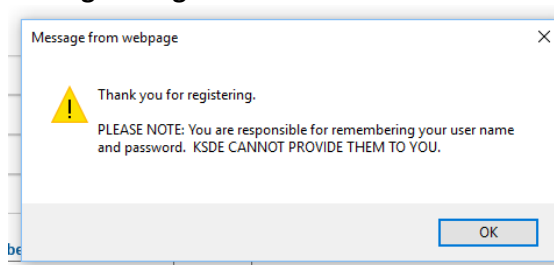 Message from webpage
Thank you for registering.
PLEASE NOTE: You are responsible for remembering your user name
and password. KSDE CANNOT PROVIDE THEM TO YOU.
OK
be